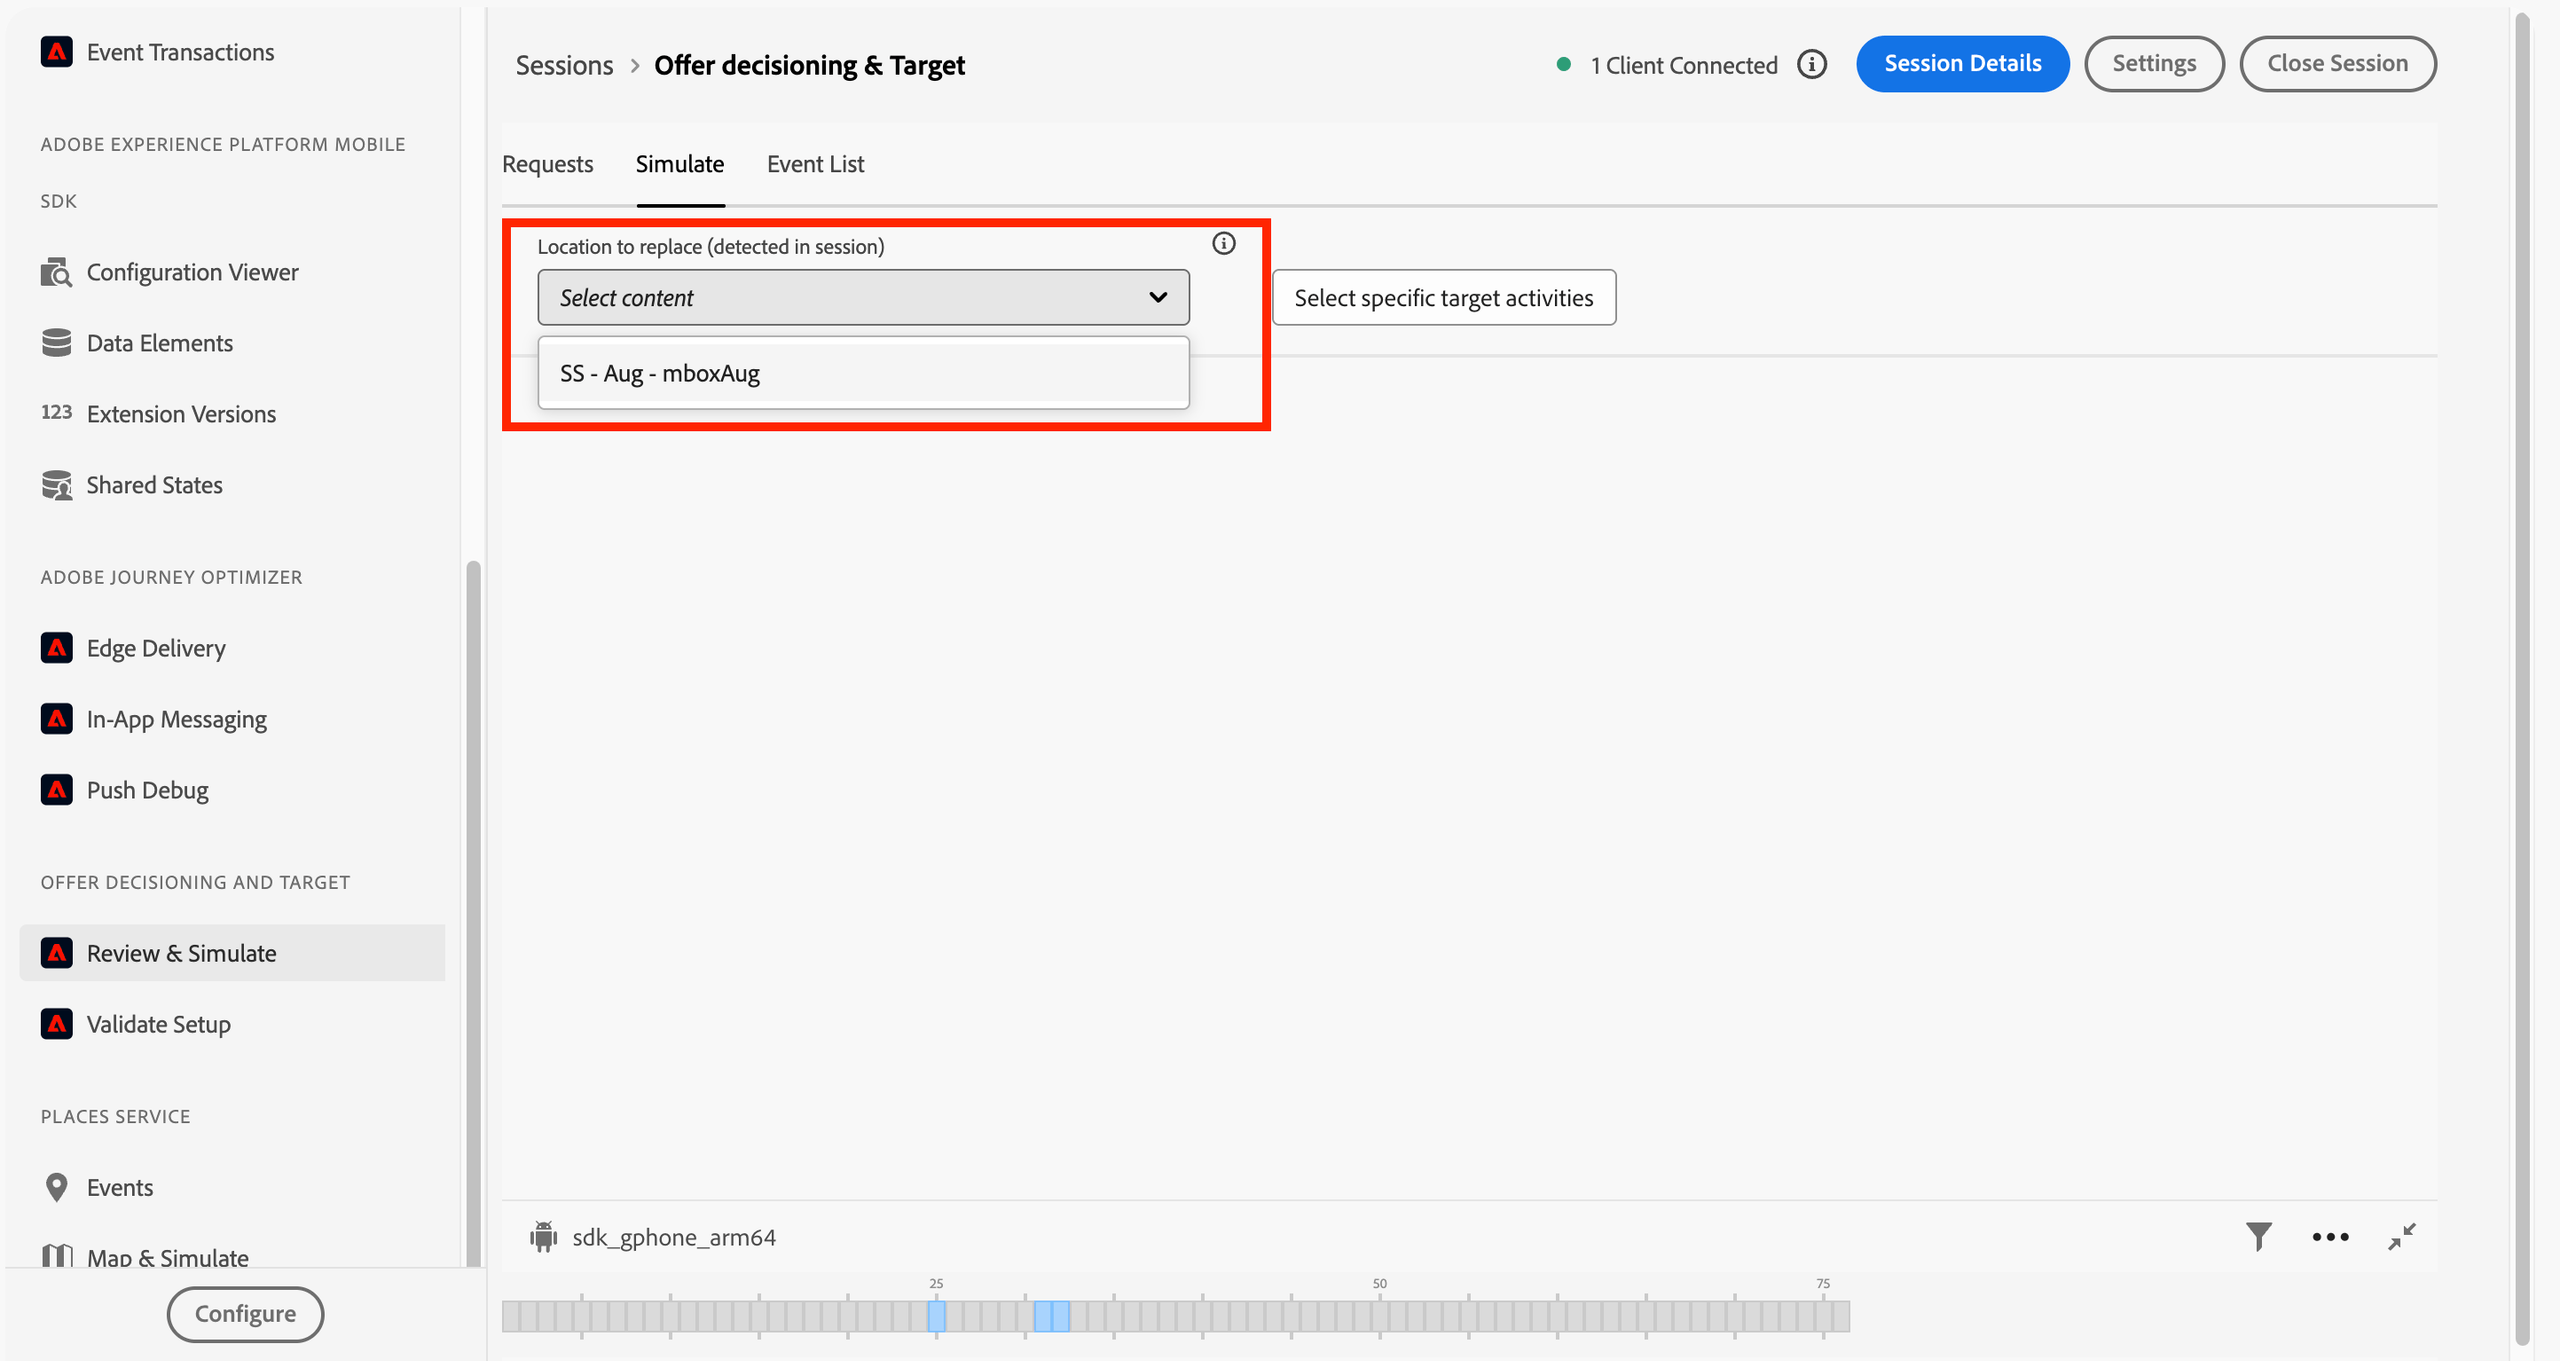 Event Transactions
ADOBE EXPERIENCE PLATFORM MOBILE
SDK
Configuration Viewer
Data Elements
123 Extension Versions
Shared States
ADOBE JOURNEY OPTIMIZER
Edge Delivery
In-App Messaging
Push Debug
OFFER DECISIONING AND TARGET
Review & Simulate
Validate Setup
PLACES SERVICE
Events
Map & Simulate
Configure
Sessions > Offer decisioning & Target
1 Client Connected
Session Details
Settings
Close Session
Requests
Simulate
Event List
Location to replace (detected in session)
Select content
Select specific target activities
SS - Aug - mboxAug
sdk_gphone_arm64
25
50
75